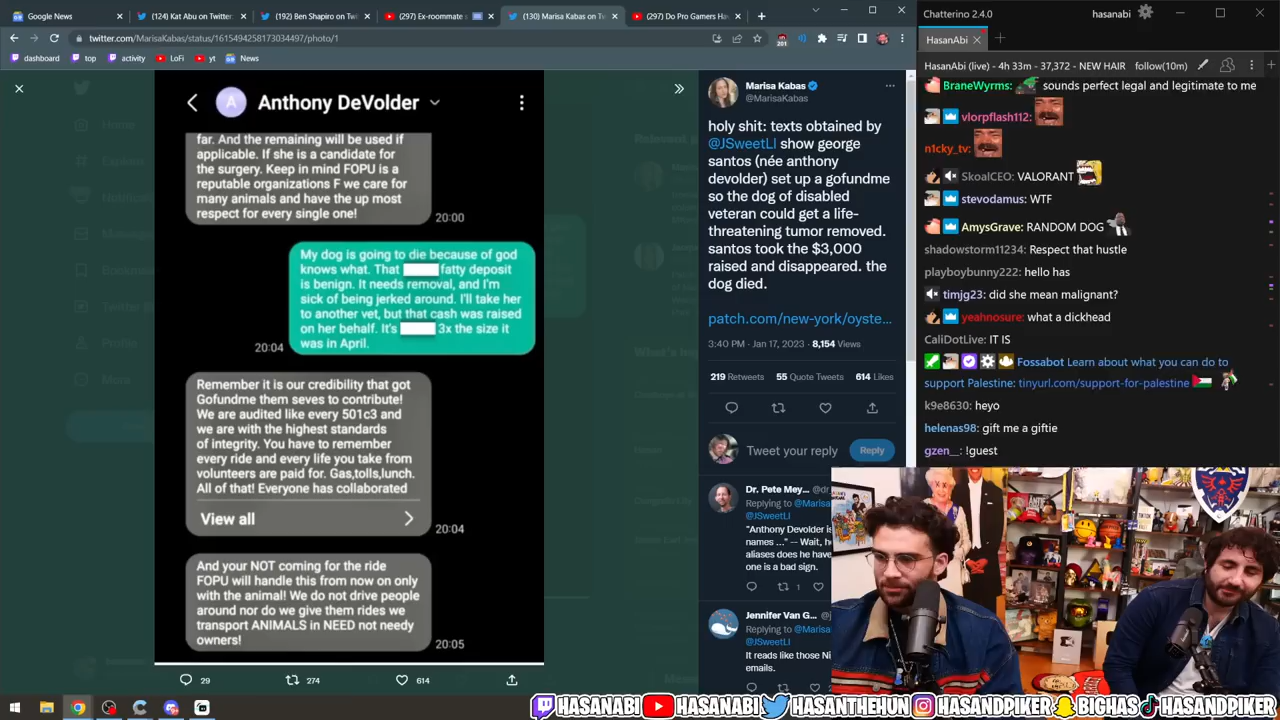 Google News
(124) Kat Abu on Twitter:
(192) Ben Shapiro on Twi
(297) Ex-roommate
(130) Marisa Kabas on Tw
(297) Do Pro Gamers Ha
twitter.com/MarisaKabas/status/1615494258173034497/photo/1
201
dashboard
top
activity
LoFi
yt
News
Anthony DeVolder
A
far. And the remaining will be used if
applicable. If she is a candidate for
the surgery. Keep in mind FOPU is a
reputable organizations F we care for
many animals and have the up most
respect for every single one!
20:00
My dog is going to die because of god
knows what. That fatty deposit
is benign. It needs removal, and I'm
sick of being jerked around. I'll take her
to another vet, but that cash was raised
on her behalf. It's 3x the size it
was in April.
20:04
Remember it is our credibility that got
Gofundme them seves to contribute!
We are audited like every 501c3 and
we are with the highest standards
of integrity. You have to remember
every ride and every life you take from
volunteers are paid for. Gas,tolls,lunch.
All of that! Everyone has collaborated
View all
20:04
And your NOT coming for the ride
FOPU will handle this from now on only
with the animal! We do not drive people
around nor do we give them rides we
transport ANIMALS in NEED not needy
owners!
20:05
29
274
614
Home
Messages
Profile
More
Marisa Kabas
@MarisaKabas
holy shit: texts obtained by
@JSweetLI show george
santos (née anthony
devolder) set up a gofundme
so the dog of disabled
veteran could get a life-
threatening tumor removed.
santos took the $3,000
raised and disappeared. the
dog died.
patch.com/new-york/oyste...
3:40 PM · Jan 17, 2023 · 8,154 Views
219 Retweets 55 Quote Tweets 614 Likes
Tweet your reply
Reply
Dr. Pete Mey... @dr_
Replying to @Marisa
@JSweetLI
"Anthony Devolder is
names ..." -- Wait, h
aliases does he have
one is a bad sign.
1
Jennifer Van G... @j
Replying to @Marisa
@JSweetLI
It reads like those Ni
emails.
Chatterino 2.4.0
hasanabi
HasanAbi
HasanAbi (live) - 4h 33m - 37,372 - NEW HAIR
follow(10m)
BraneWyrms: sounds perfect legal and legitimate to me
vlorpflash112:
n1cky_tv:
SkoalCEO: VALORANT
stevodamus: WTF
AmysGrave: RANDOM DOG
shadowstorm11234: Respect that hustle
playboybunny222: hello has
timjg23: did she mean malignant?
yeahnosure: what a dickhead
CaliDotLive: IT IS
Fossabot Learn about what you can do to
support Palestine: tinyurl.com/support-for-palestine
k9e8630: heyo
helenas98: gift me a giftie
gzen__: !guest
HASANABI
HASANABI
HASANTHEHUN
HASANDPIKER
BIGHAS
HASANDPIKER